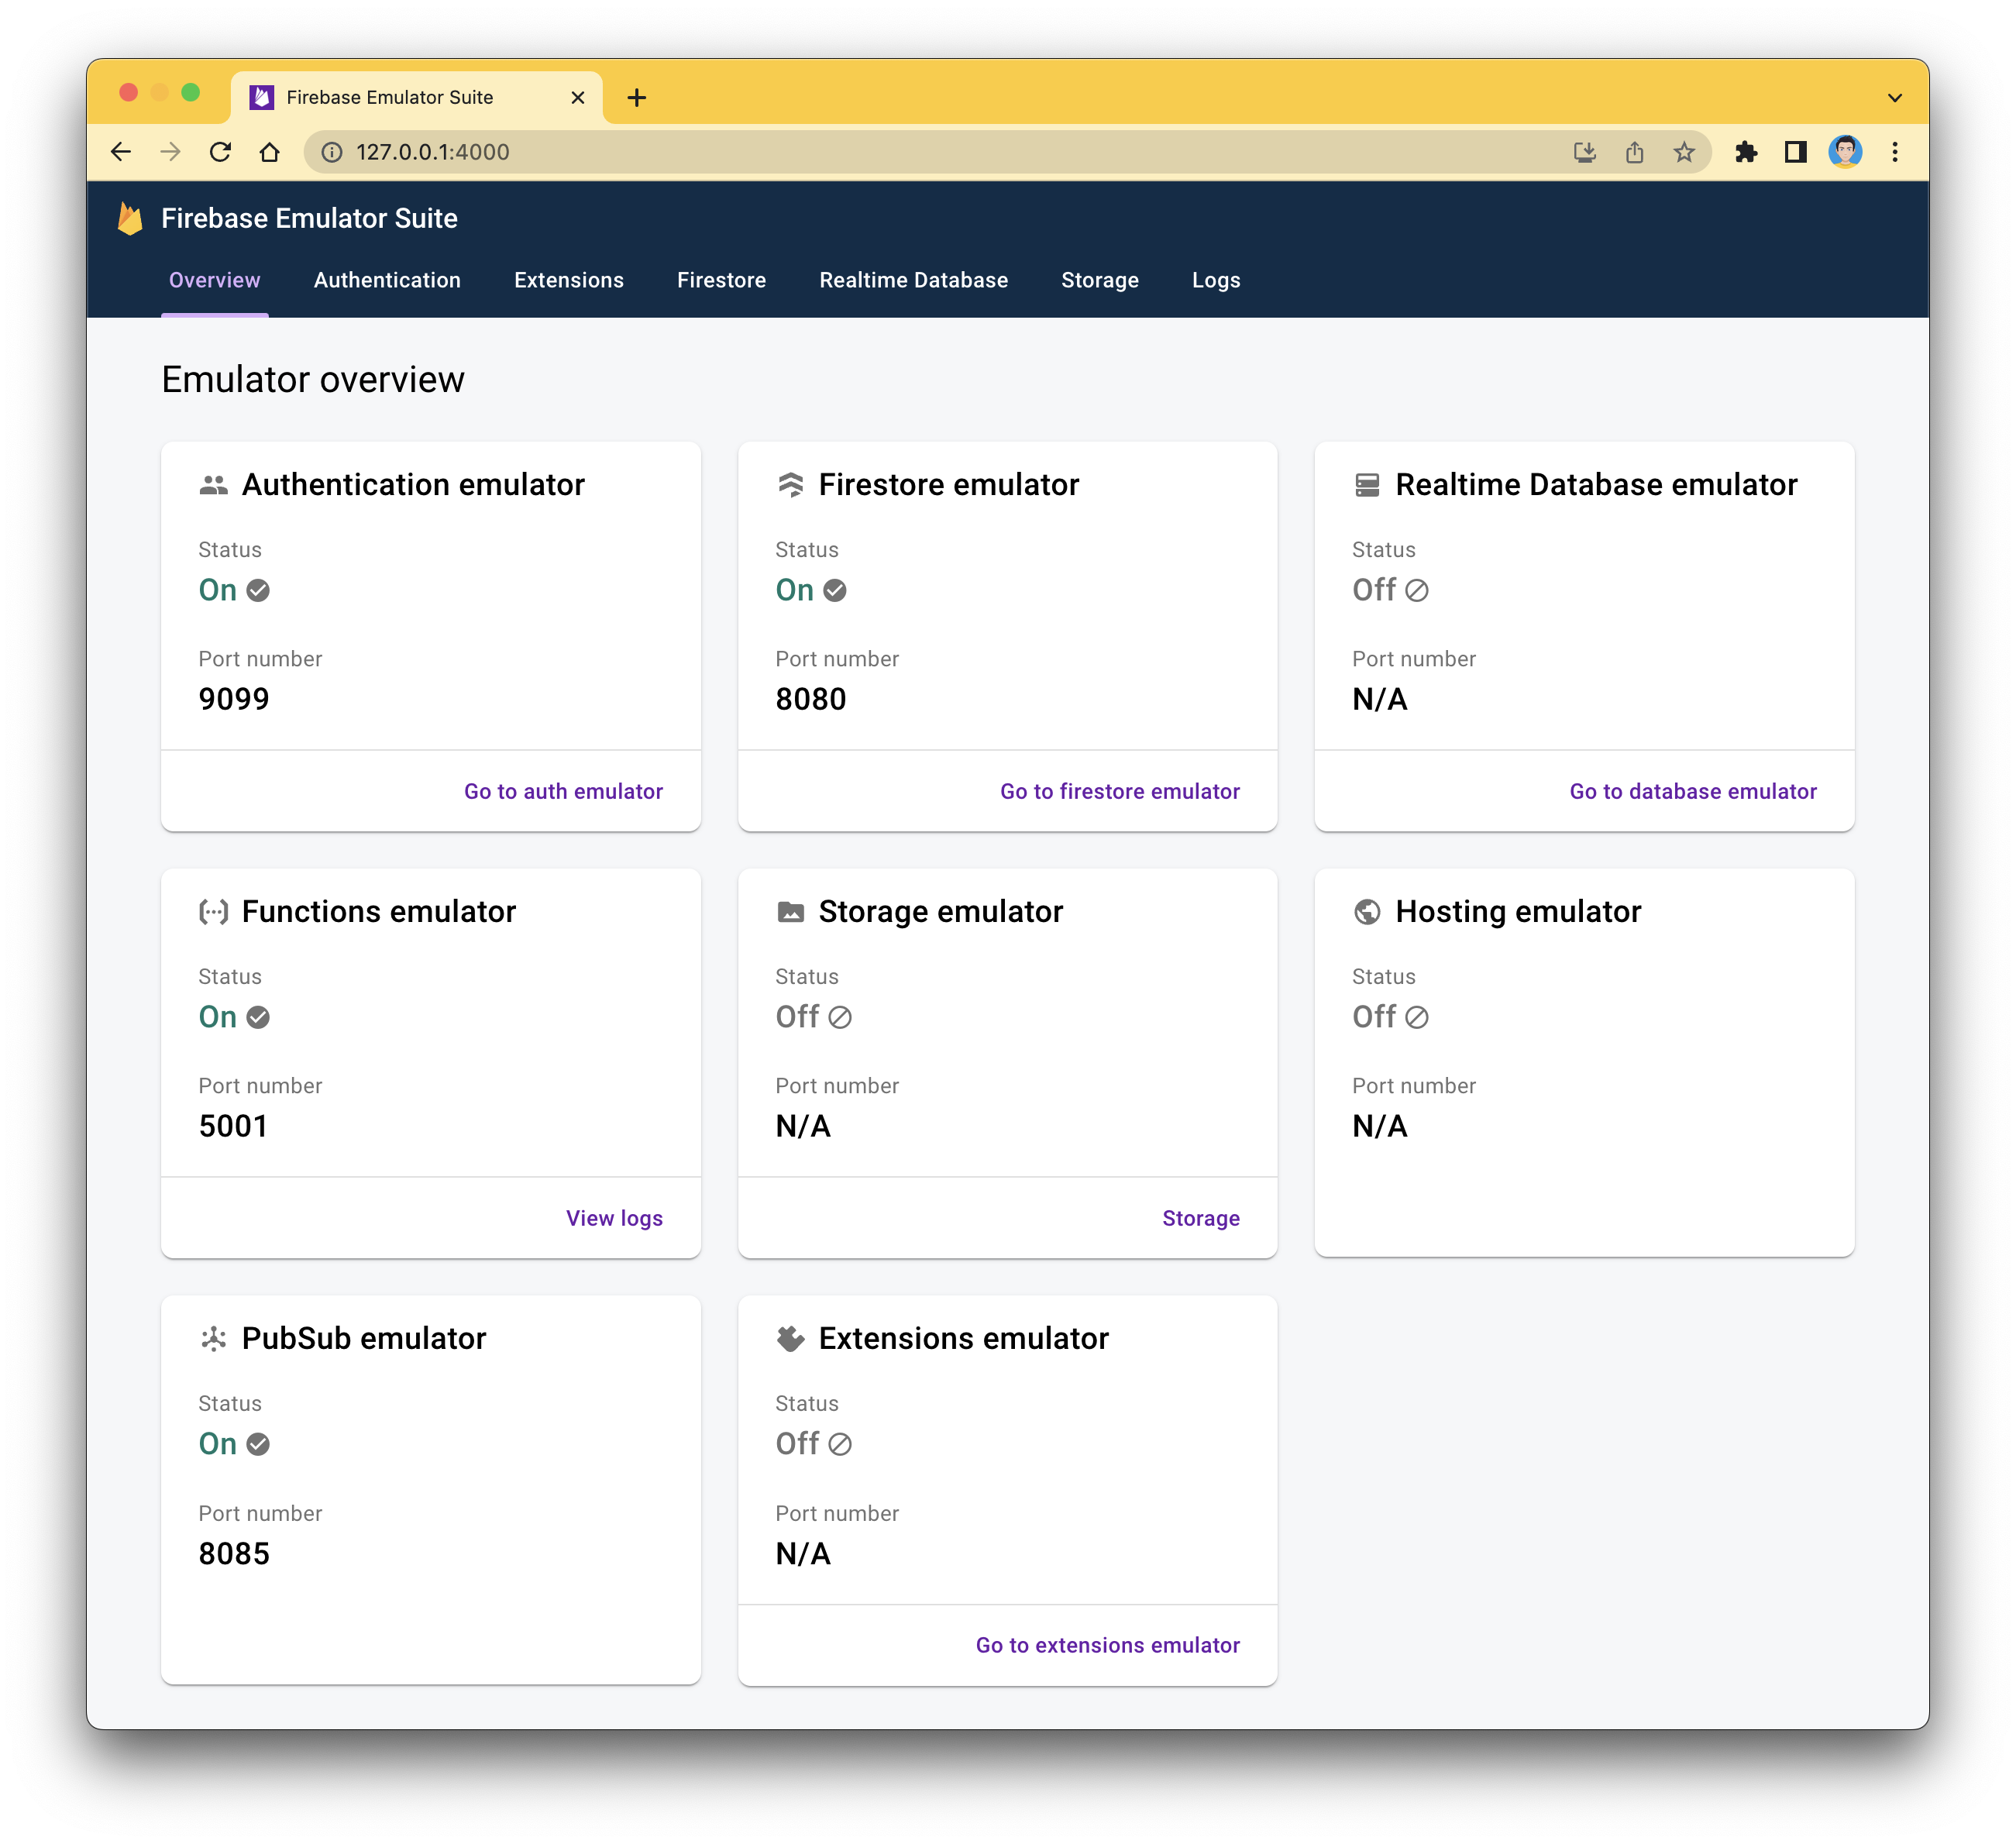 Firebase Emulator Suite
127.0.0.1:4000
Firebase Emulator Suite
Overview Authentication Extensions Firestore Realtime Database Storage Logs
Emulator overview
Authentication emulator
Status
On
Port number
9099
Go to auth emulator
Firestore emulator
Status
On
Port number
8080
Go to firestore emulator
Realtime Database emulator
Status
Off
Port number
N/A
Go to database emulator
Functions emulator
Status
On
Port number
5001
View logs
Storage emulator
Status
Off
Port number
N/A
Storage
Hosting emulator
Status
Off
Port number
N/A
PubSub emulator
Status
On
Port number
8085
Extensions emulator
Status
Off
Port number
N/A
Go to extensions emulator